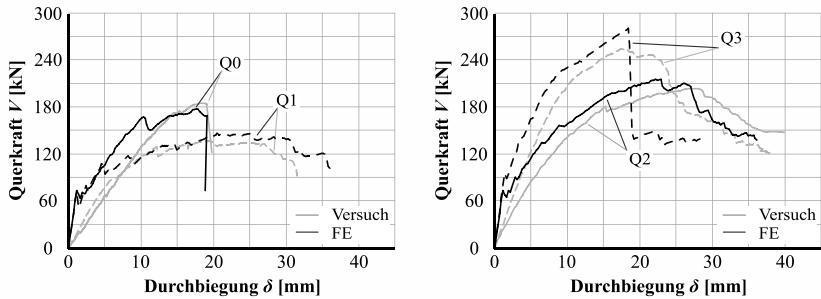 Querkraft V [kN]
300
240
180
120
60
0
0
10
20
30
40
Durchbiegung δ [mm]
Q0
Q1
Versuch
FE
Querkraft V [kN]
300
240
180
120
60
0
0
10
20
30
40
Durchbiegung δ [mm]
Q3
Q2
Versuch
FE